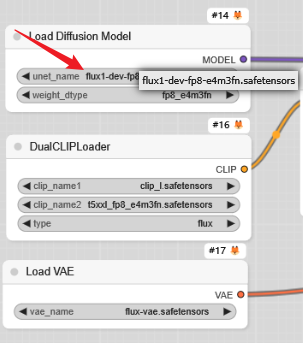 #14
Load Diffusion Model
MODEL
unet_name flux1-dev-fp8
flux1-dev-fp8-e4m3fn.safetensors
weight_dtype fp8_e4m3fn
#16
DualCLIPLoader
CLIP
clip_name1 clip_l.safetensors
clip_name2 t5xxl_fp8_e4m3fn.safetensors
type flux
#17
Load VAE
VAE
vae_name flux-vae.safetensors